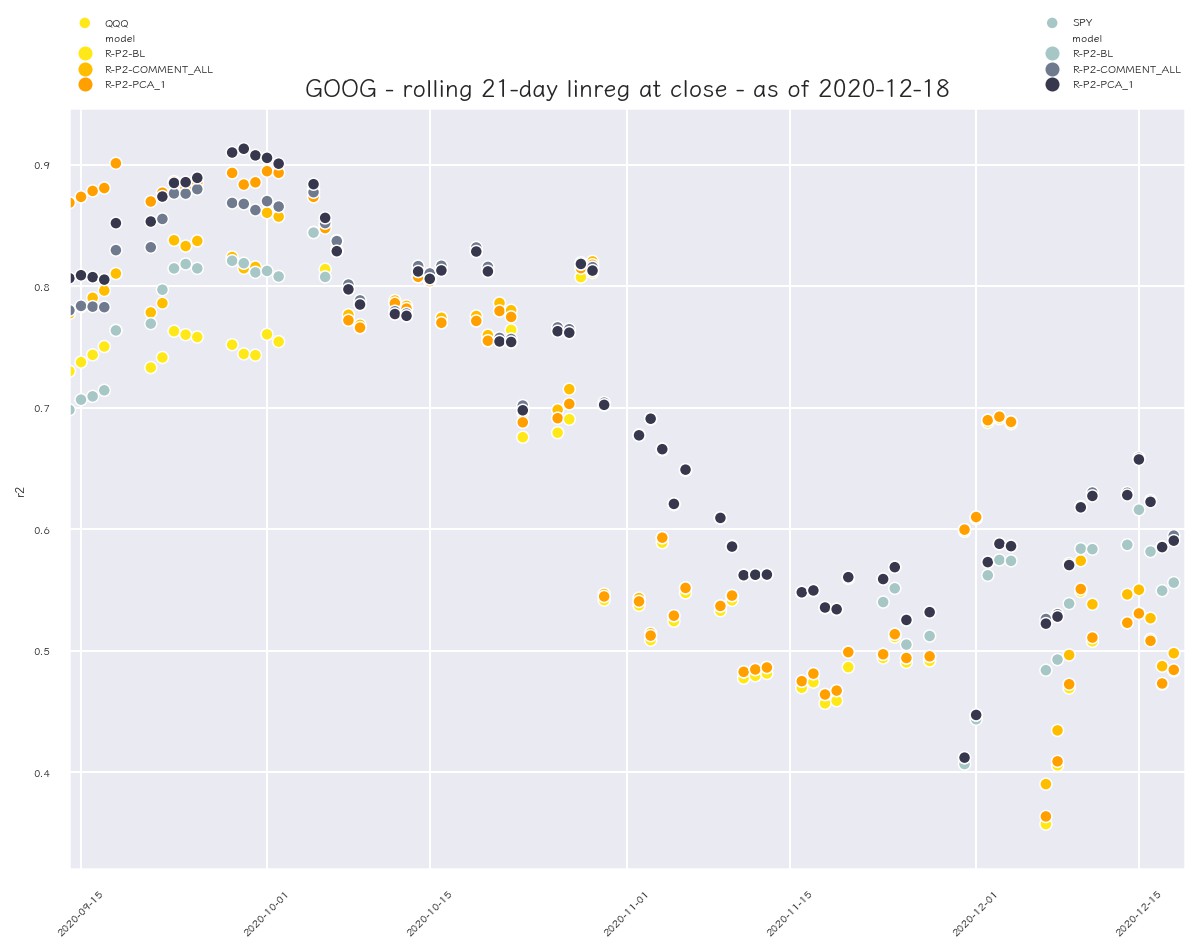 QQQ
model
R-P2-BL
R-P2-COMMENT_ALL
R-P2-PCA_1
SPY
model
R-P2-BL
R-P2-COMMENT_ALL
R-P2-PCA_1
GOOG - rolling 21-day linreg at close - as of 2020-12-18
r2
0.9
0.8
0.7
0.6
0.5
0.4
2020-09-15
2020-10-01
2020-10-15
2020-11-01
2020-11-15
2020-12-01
2020-12-15